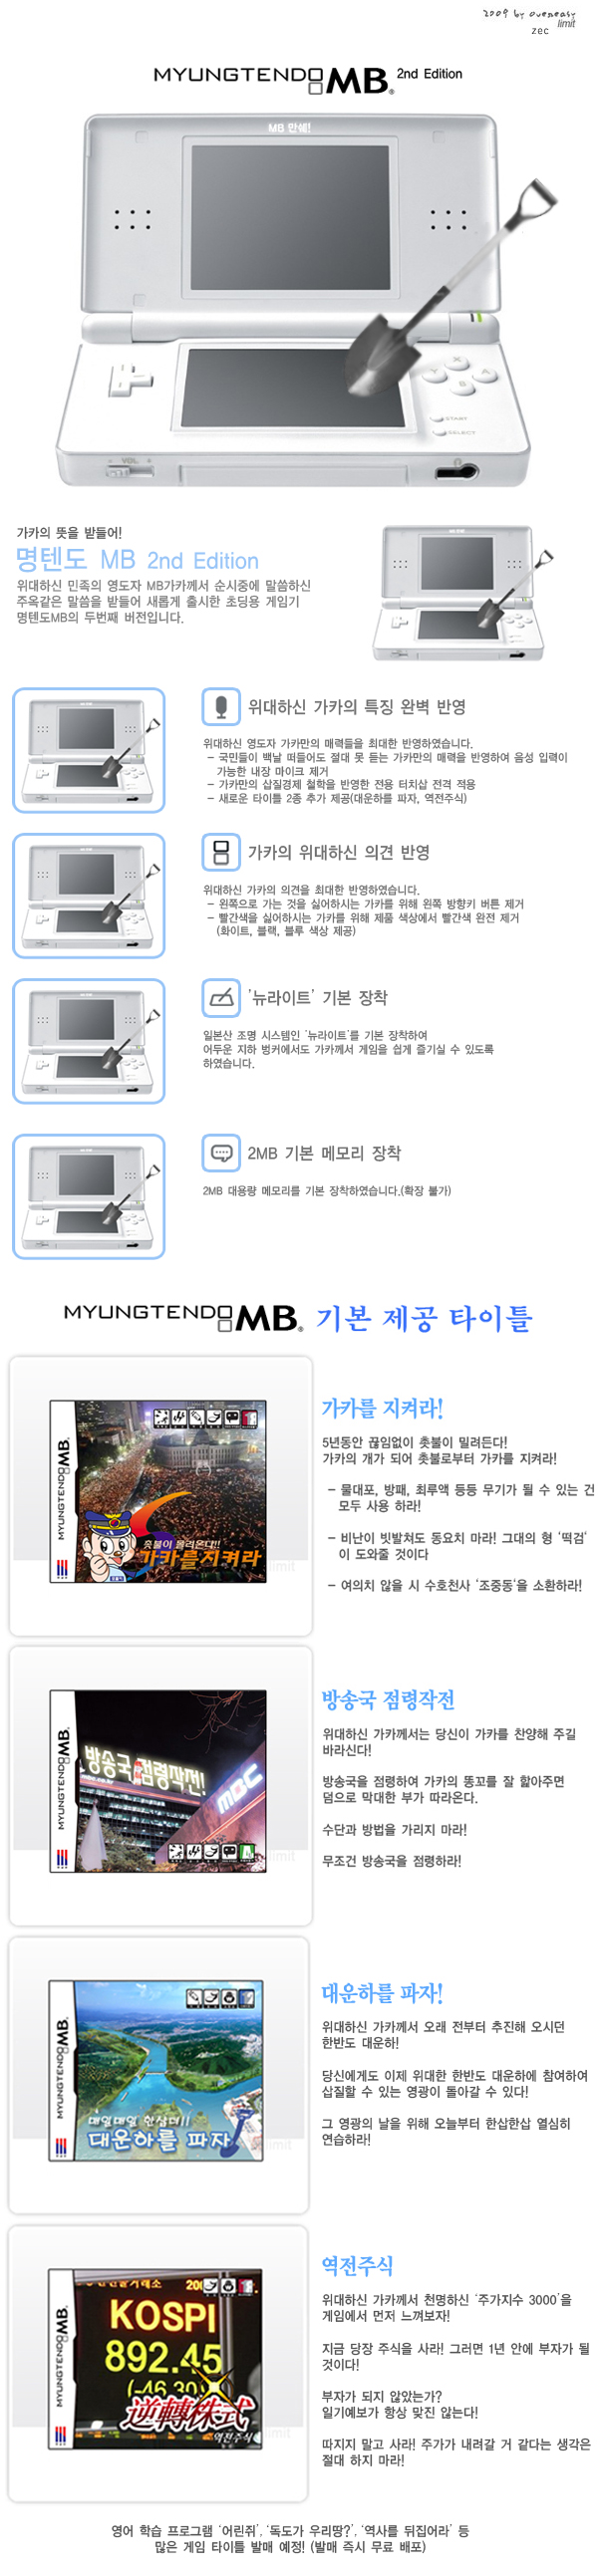 2009 by overeasy
limit
zec
MYUNGTENDO MB® 2nd Edition
MB 만세!
X
Y A
B
START
SELECT
VOL
가카의 뜻을 받들어!
명텐도 MB 2nd Edition
위대하신 민족의 영도자 MB가카께서 순시중에 말씀하신
주옥같은 말씀을 받들어 새롭게 출시한 초딩용 게임기
명텐도MB의 두번째 버전입니다.
위대하신 가카의 특징 완벽 반영
위대하신 영도자 가카만의 매력들을 최대한 반영하였습니다.
- 국민들이 백날 떠들어도 절대 못 듣는 가카만의 매력을 반영하여 음성 입력이
가능한 내장 마이크 제거
- 가카만의 삽질경제 철학을 반영한 전용 터치삽 전격 적용
- 새로운 타이틀 2종 추가 제공(대운하를 파자, 역전주식)
가카의 위대하신 의견 반영
위대하신 가카의 의견을 최대한 반영하였습니다.
- 왼쪽으로 가는 것을 싫어하시는 가카를 위해 왼쪽 방향키 버튼 제거
- 빨간색을 싫어하시는 가카를 위해 제품 색상에서 빨간색 완전 제거
(화이트, 블랙, 블루 색상 제공)
'뉴라이트' 기본 장착
일본산 조명 시스템인 '뉴라이트'를 기본 장착하여
어두운 지하 벙커에서도 가카께서 게임을 쉽게 즐기실 수 있도록
하였습니다.
2MB 기본 메모리 장착
2MB 대용량 메모리를 기본 장착하였습니다.(확장 불가)
MYUNGTENDO MB® 기본 제공 타이틀
MYUNGTENDO MB®
촛불이 몰려온다!!
가카를지켜라
limit
가카를 지켜라!
5년동안 끊임없이 촛불이 밀려든다!
가카의 개가 되어 촛불로부터 가카를 지켜라!
- 물대포, 방패, 최루액 등등 무기가 될 수 있는 건
모두 사용 하라!
- 비난이 빗발쳐도 동요치 마라! 그대의 형 '떡검'
이 도와줄 것이다
- 여의치 않을 시 수호천사 '조중동'을 소환하라!
MYUNGTENDO MB®
방송국 점령작전!
MBC
limit
방송국 점령작전
위대하신 가카께서는 당신이 가카를 찬양해 주길
바라신다!
방송국을 점령하여 가카의 똥꼬를 잘 핥아주면
덤으로 막대한 부가 따라온다.
수단과 방법을 가리지 마라!
무조건 방송국을 점령하라!
MYUNGTENDO MB®
매일매일 한삽더!!
대운하를 파자
limit
대운하를 파자!
위대하신 가카께서 오래 전부터 추진해 오시던
한반도 대운하!
당신에게도 이제 위대한 한반도 대운하에 참여하여
삽질할 수 있는 영광이 돌아갈 수 있다!
그 영광의 날을 위해 오늘부터 한삽한삽 열심히
연습하라!
MYUNGTENDO MB®
KOSPI
892.45
(-46.30)
逆轉株式
역전주식
limit
역전주식
위대하신 가카께서 천명하신 '주가지수 3000'을
게임에서 먼저 느껴보자!
지금 당장 주식을 사라! 그러면 1년 안에 부자가 될
것이다!
부자가 되지 않았는가?
일기예보가 항상 맞진 않는다!
따지지 말고 사라! 주가가 내려갈 거 같다는 생각은
절대 하지 마라!
영어 학습 프로그램 '어린쥐', '독도가 우리땅?', '역사를 뒤집어라' 등
많은 게임 타이틀 발매 예정! (발매 즉시 무료 배포)